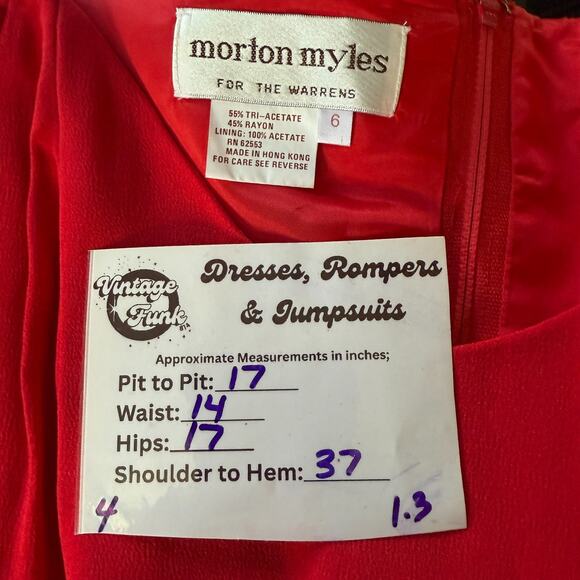 morton myles
FOR THE WARRENS
55% TRI-ACETATE
45% RAYON
LINING: 100% ACETATE
RN 62553
MADE IN HONG KONG
FOR CARE SEE REVERSE
6
Vintage
Funk
Dresses, Rompers
& Jumpsuits
Approximate Measurements in inches;
Pit to Pit: 17
Waist: 14
Hips: 17
Shoulder to Hem: 37
4 1.3